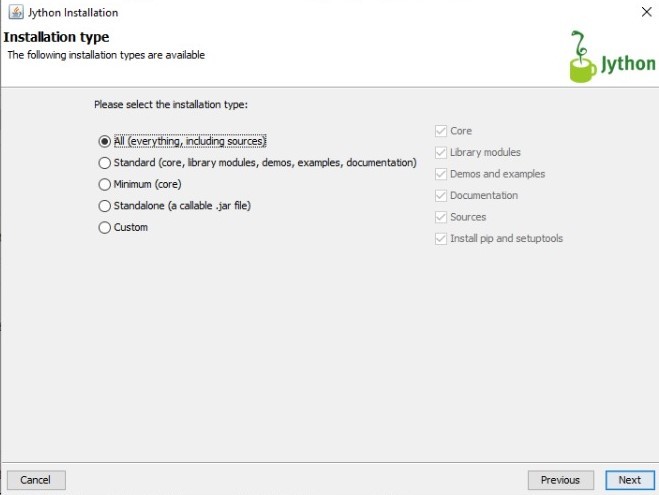 Jython Installation
Installation type
The following installation types are available
Jython
Please select the installation type:
All (everything, including sources)
Standard (core, library modules, demos, examples, documentation)
Minimum (core)
Standalone (a callable .jar file)
Custom
Core
Library modules
Demos and examples
Documentation
Sources
Install pip and setuptools
Cancel
Previous
Next